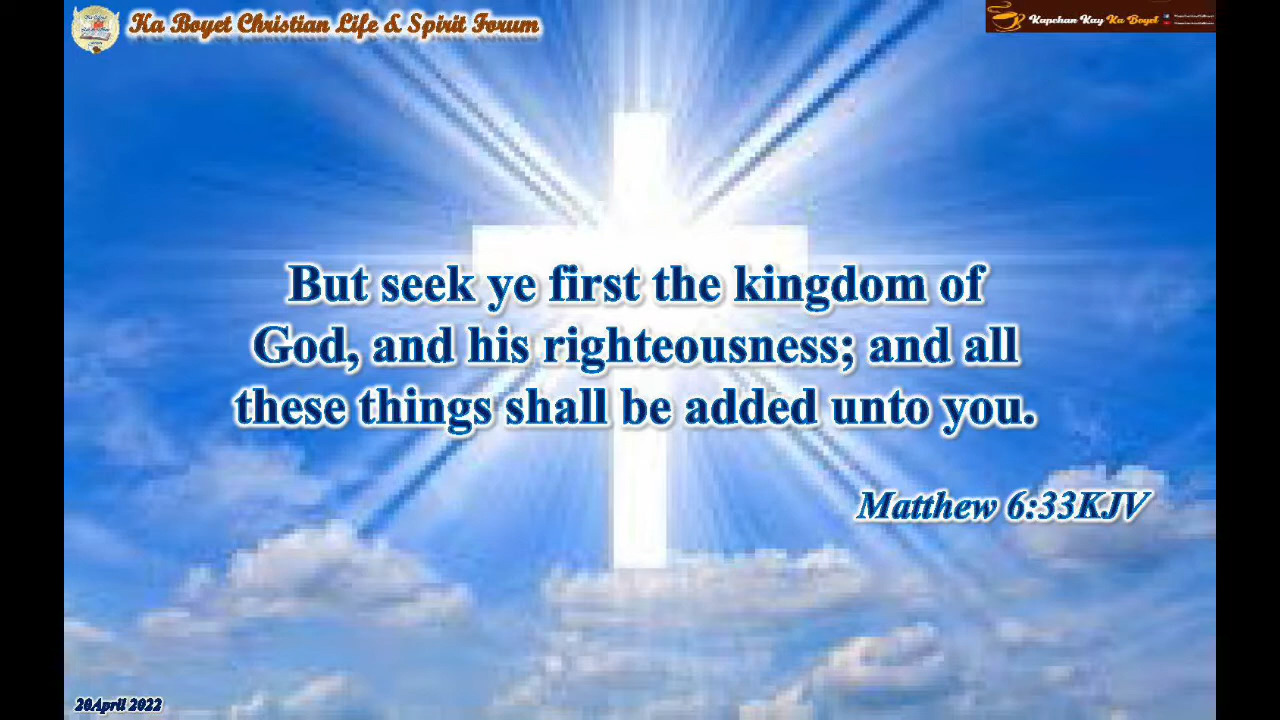 Ka Boyet Christian Life & Spirit Forum
Kapehan Kay Ka Boyet
But seek ye first the kingdom of
God, and his righteousness; and all
these things shall be added unto you.
Matthew 6:33KJV
20April 2022